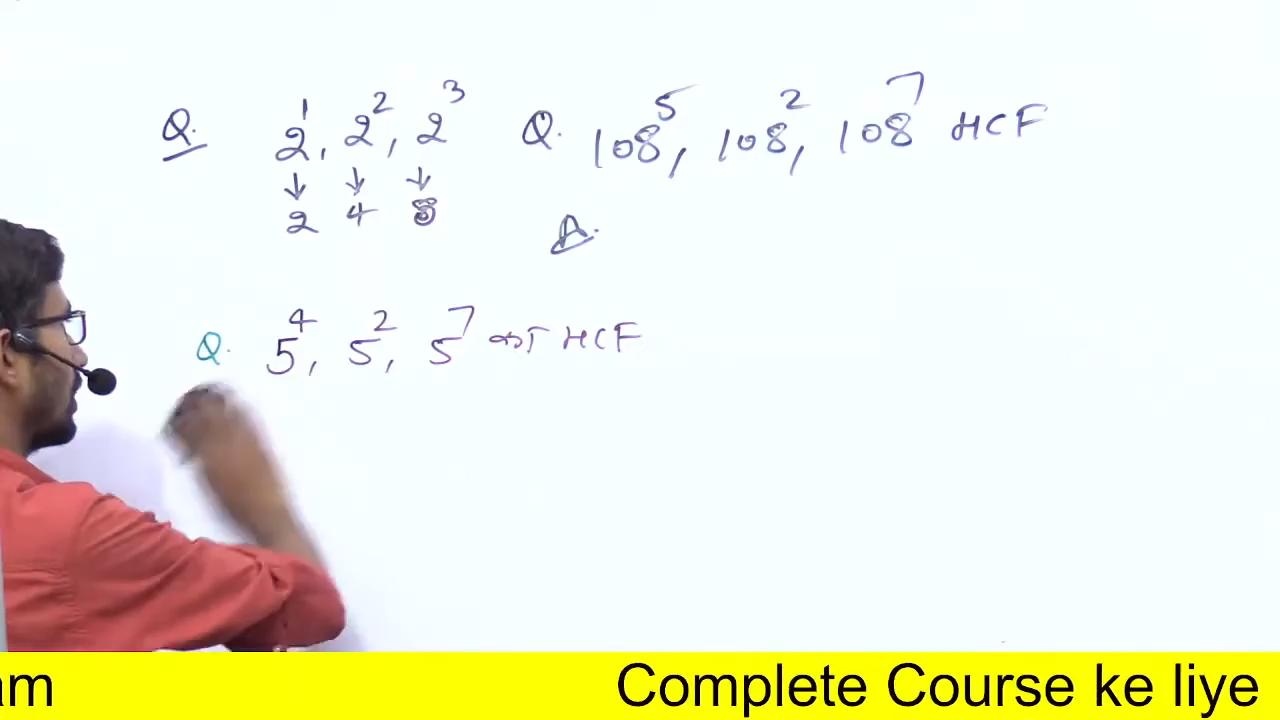 Q. 2¹, 2², 2³
↓ ↓ ↓
2 4 8
Q. 108⁵, 108², 108⁷ HCF
A.
Q. 5⁴, 5², 5⁷ का HCF
am Complete Course ke liye